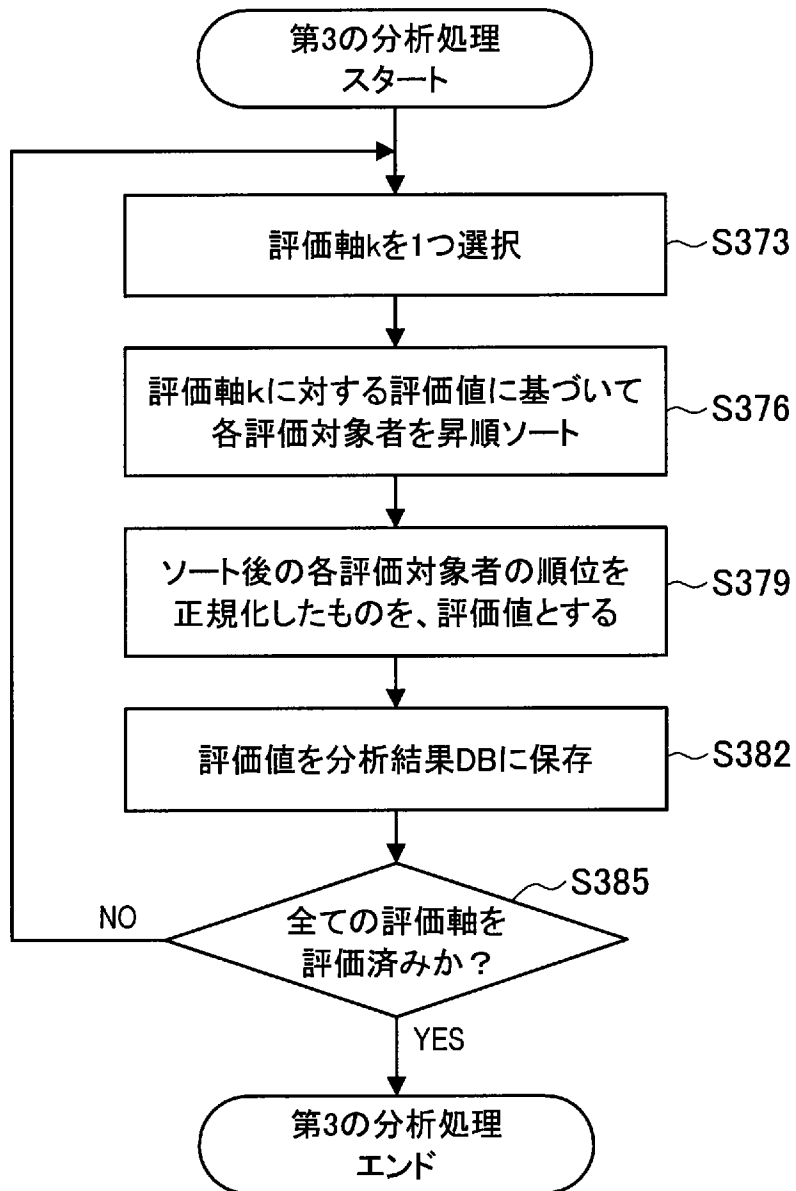 第3の分析処理
スタート
評価軸kを1つ選択
S373
評価軸kに対する評価値に基づいて
各評価対象者を昇順ソート
S376
ソート後の各評価対象者の順位を
正規化したものを、評価値とする
S379
評価値を分析結果DBに保存
S382
S385
全ての評価軸を
評価済みか？
NO
YES
第3の分析処理
エンド